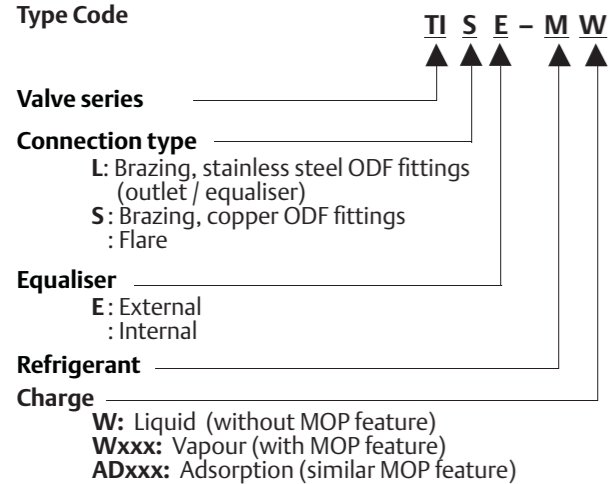 Type Code
TI S E – M W
Valve series
Connection type
L: Brazing, stainless steel ODF fittings
(outlet / equaliser)
S : Brazing, copper ODF fittings
: Flare
Equaliser
E : External
: Internal
Refrigerant
Charge
W: Liquid (without MOP feature)
Wxxx: Vapour (with MOP feature)
ADxxx: Adsorption (similar MOP feature)